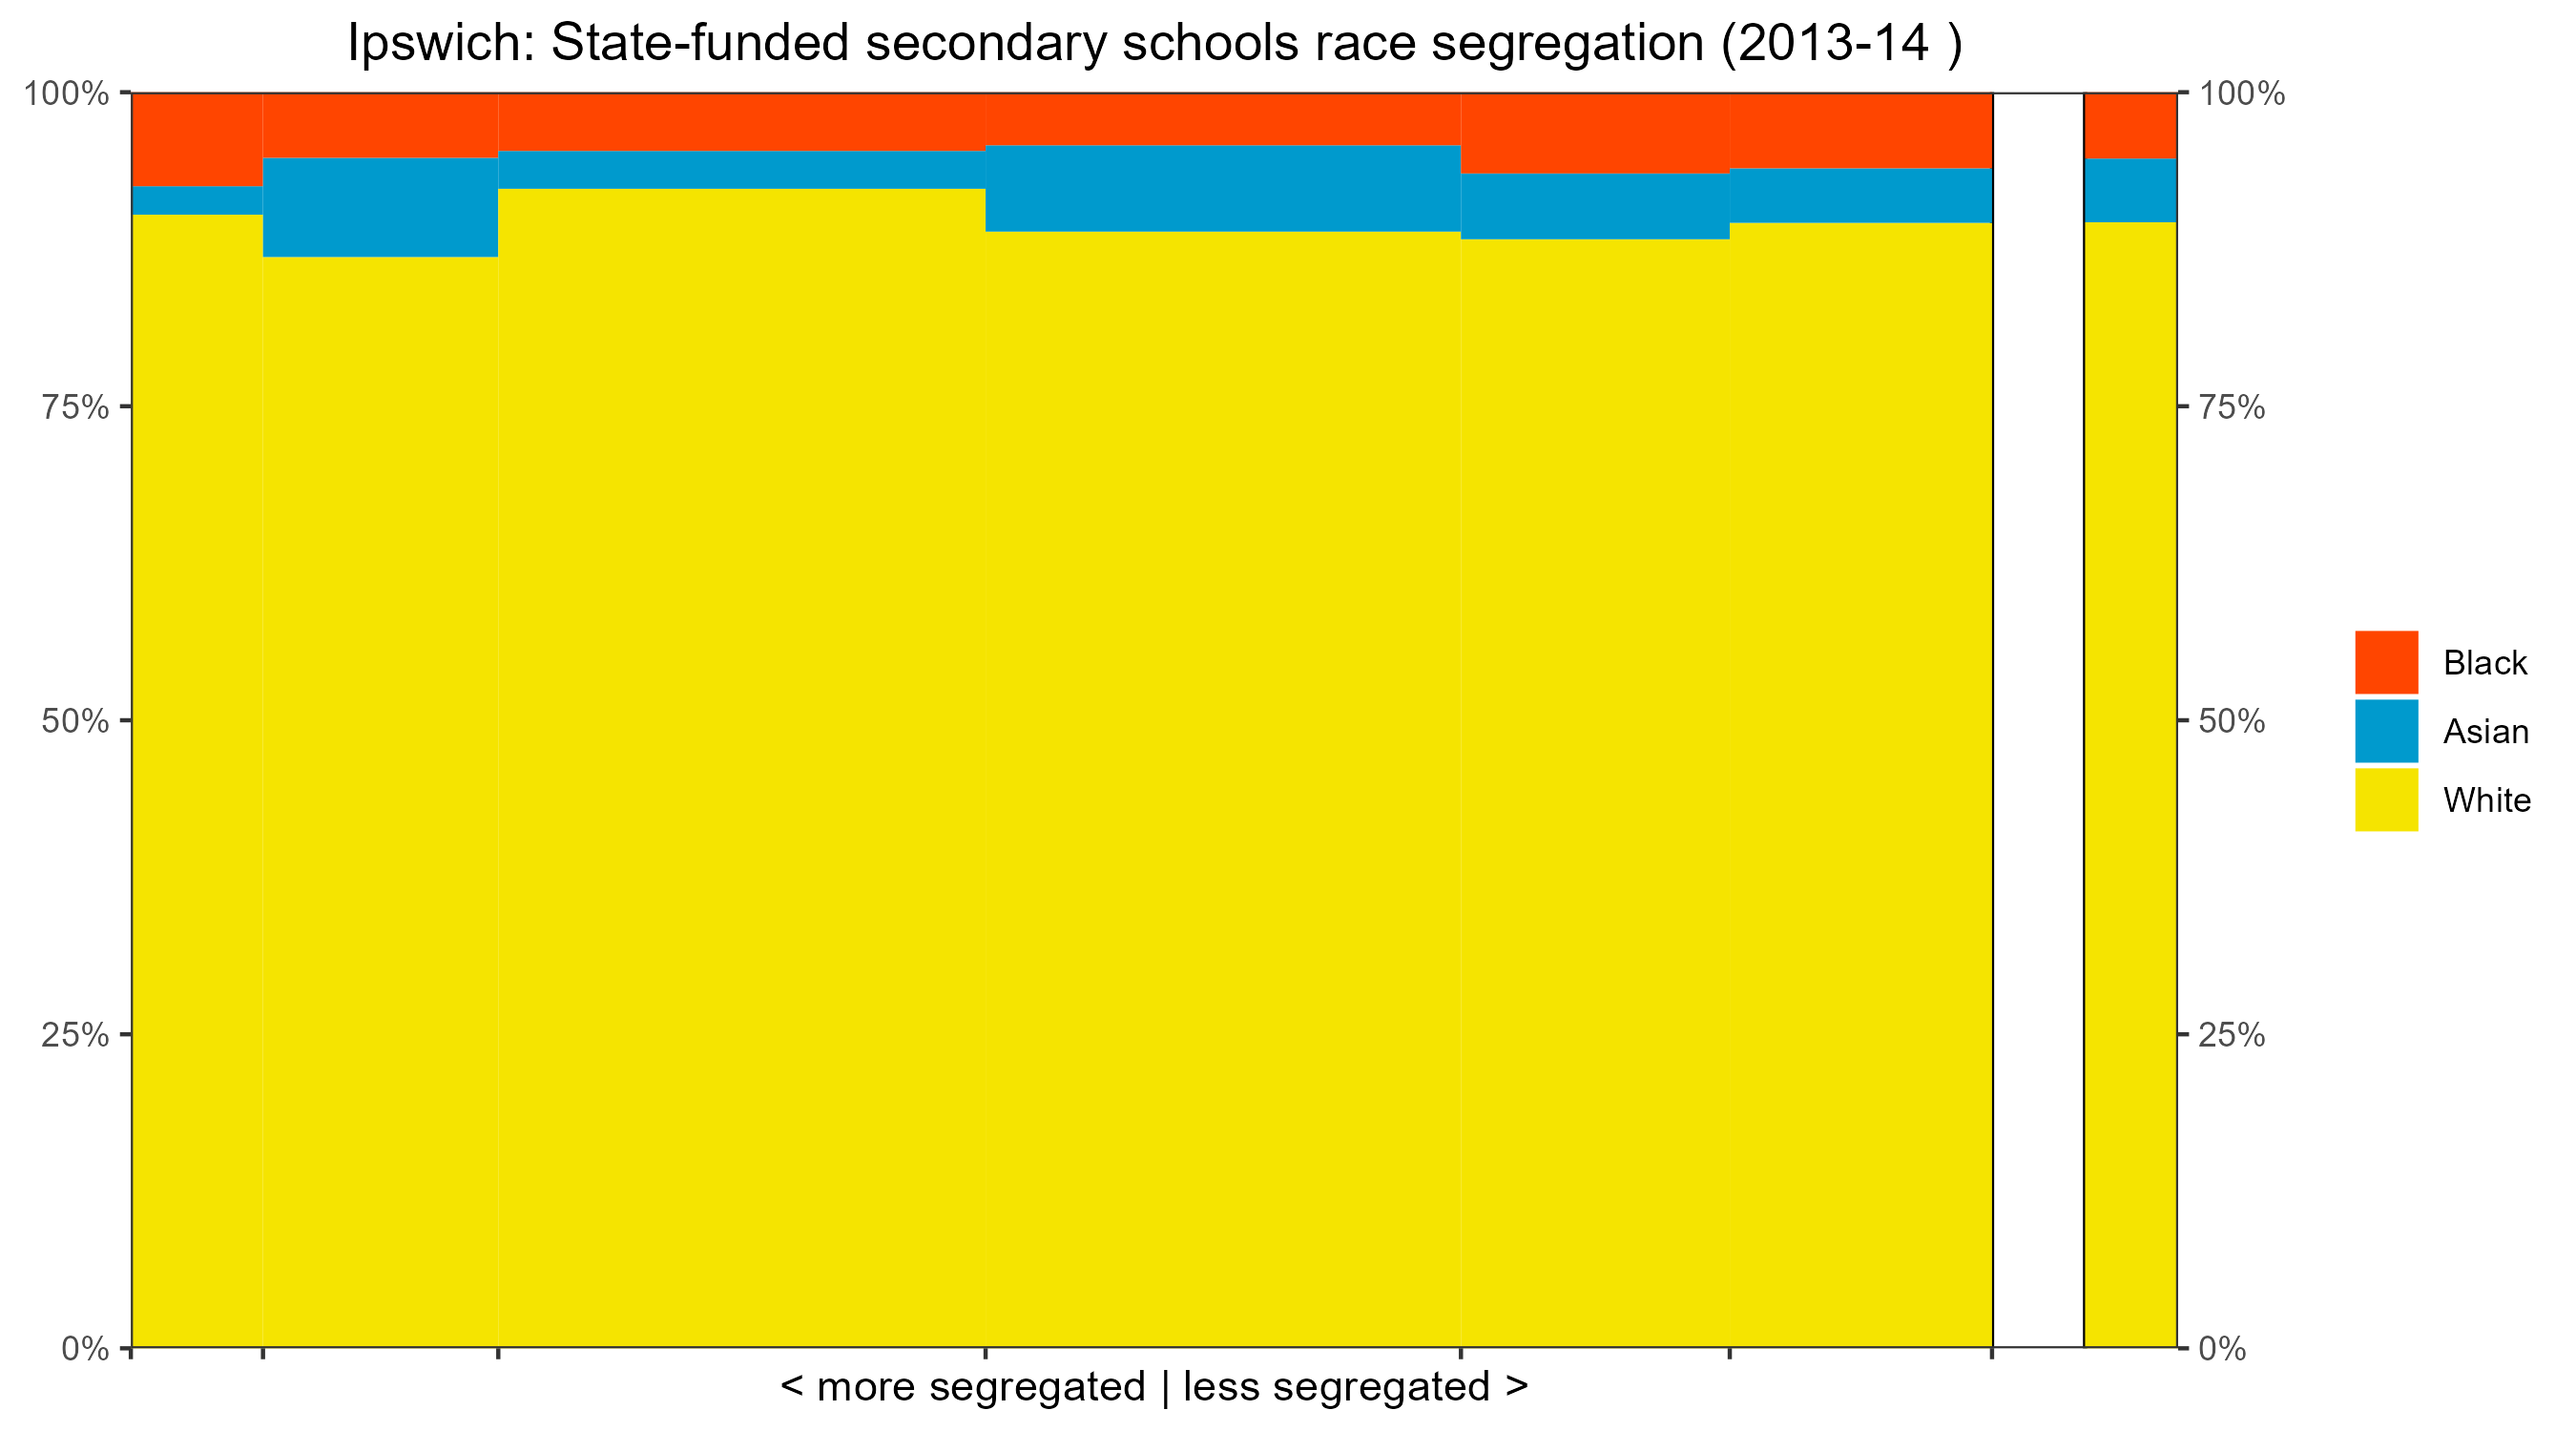 Ipswich: State-funded secondary schools race segregation (2013-14 )
100%
75%
50%
25%
0%
100%
75%
50%
25%
0%
Black
Asian
White
< more segregated | less segregated >